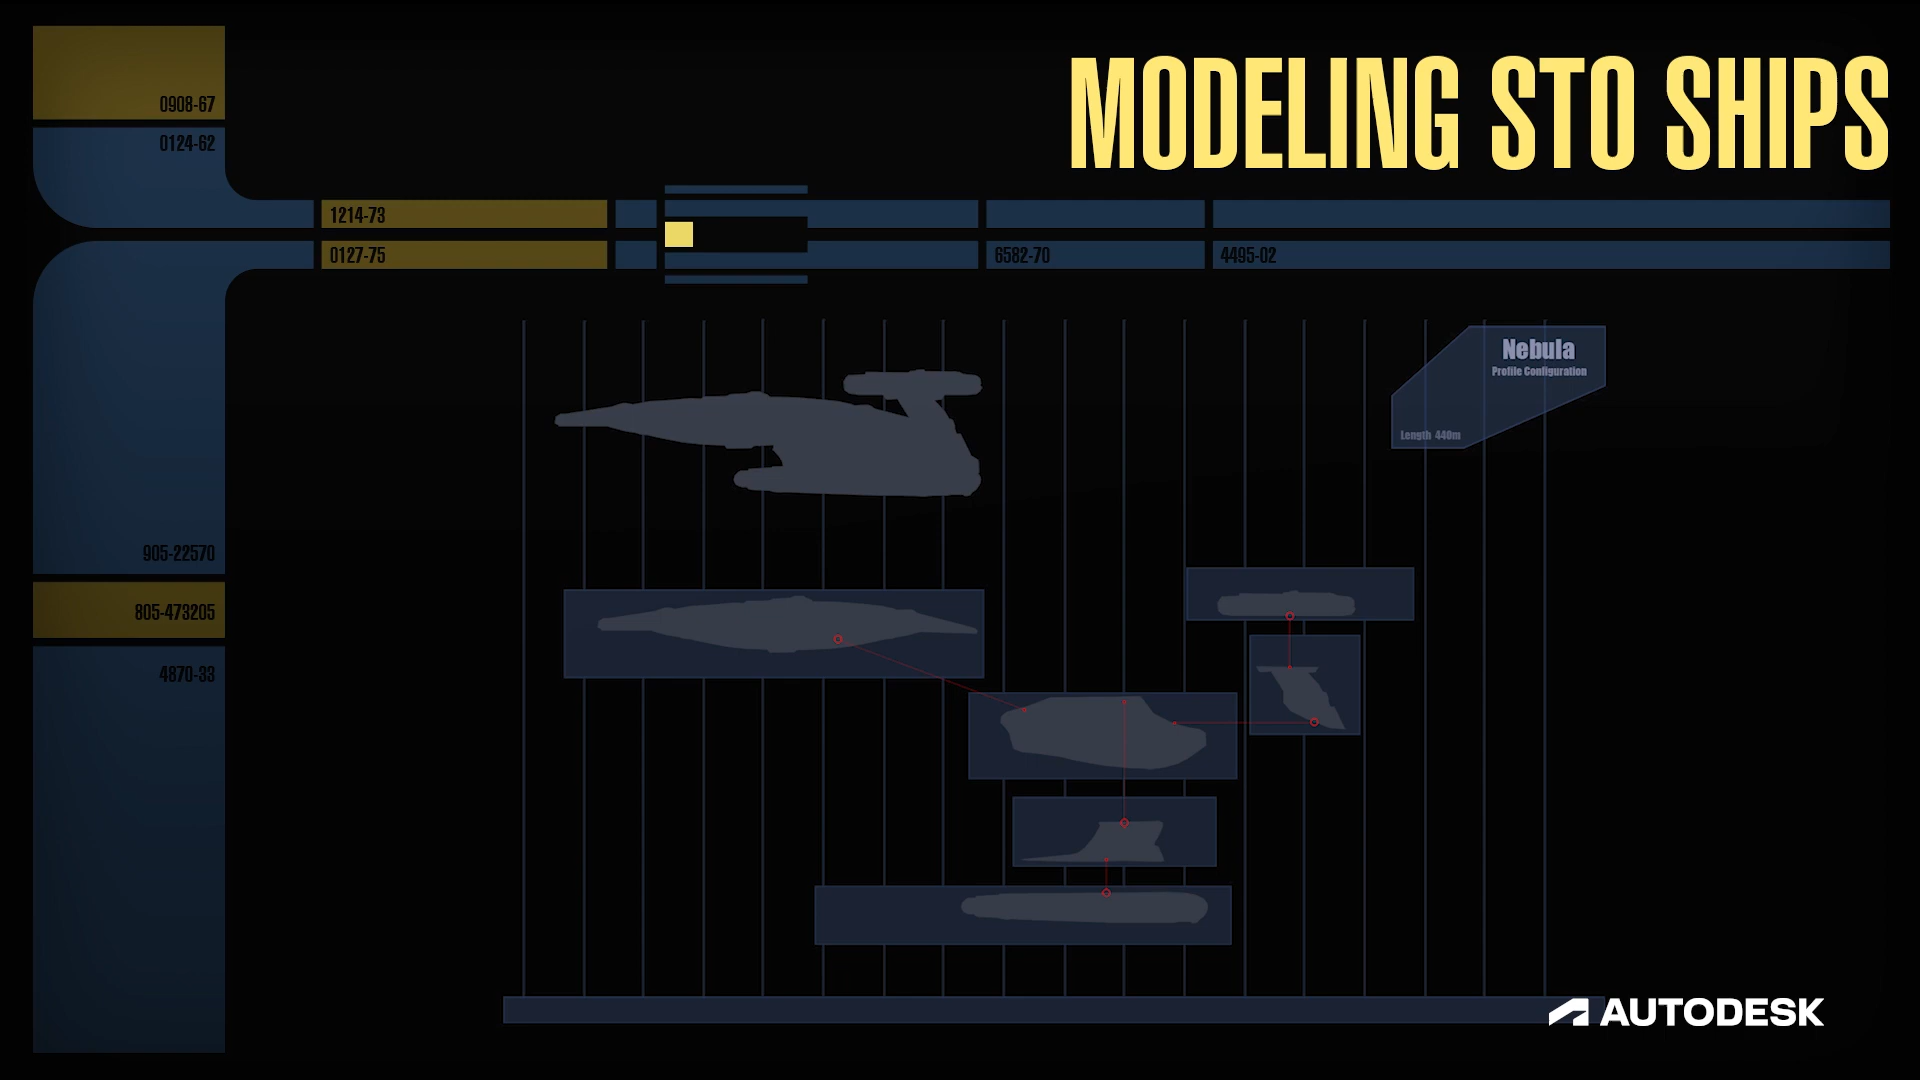 MODELING STO SHIPS
0908-67
0124-62
1214-73
0127-75
6582-70
4495-02
Nebula
Profile Configuration
Length 440m
905-22570
805-473205
4870-33
AUTODESK